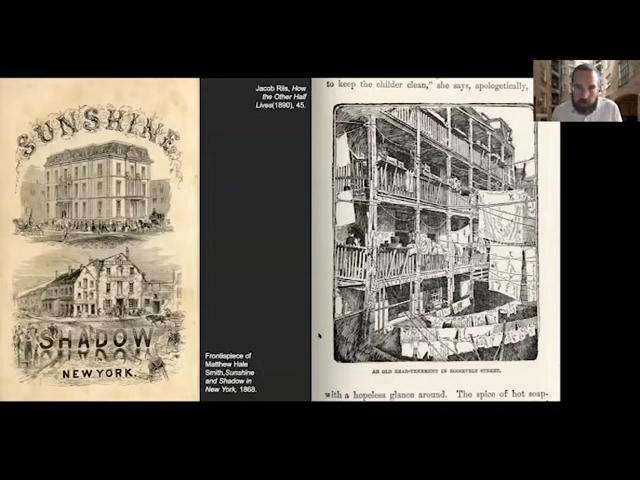 SUNSHINE
SHADOW
NEW YORK.
Jacob Riis, How
the Other Half
Lives(1890), 45.
Frontispiece of
Matthew Hale
Smith,Sunshine
and Shadow in
New York, 1868.
to keep the childer clean," she says, apologetically,
AN OLD REAR-TENEMENT IN ROOSEVELT STREET.
with a hopeless glance around. The spice of hot soap-